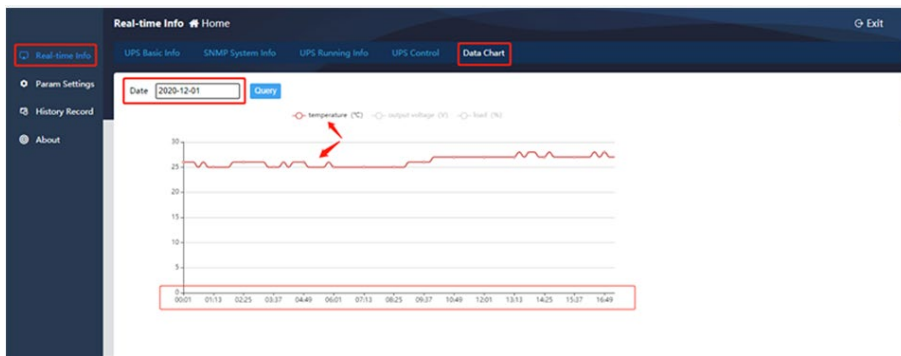 Real-time Info Home
Exit
Real-time Info
UPS Basic Info SNMP System Info UPS Running Info UPS Control Data Chart
Param Settings
Date 2020-12-01 Query
History Record
temperature (℃) output voltage (V) load (%)
About
30
25
20
15
10
5
0
00:01 01:13 02:25 03:37 04:49 06:01 07:13 08:25 09:37 10:49 12:01 13:13 14:25 15:37 16:49